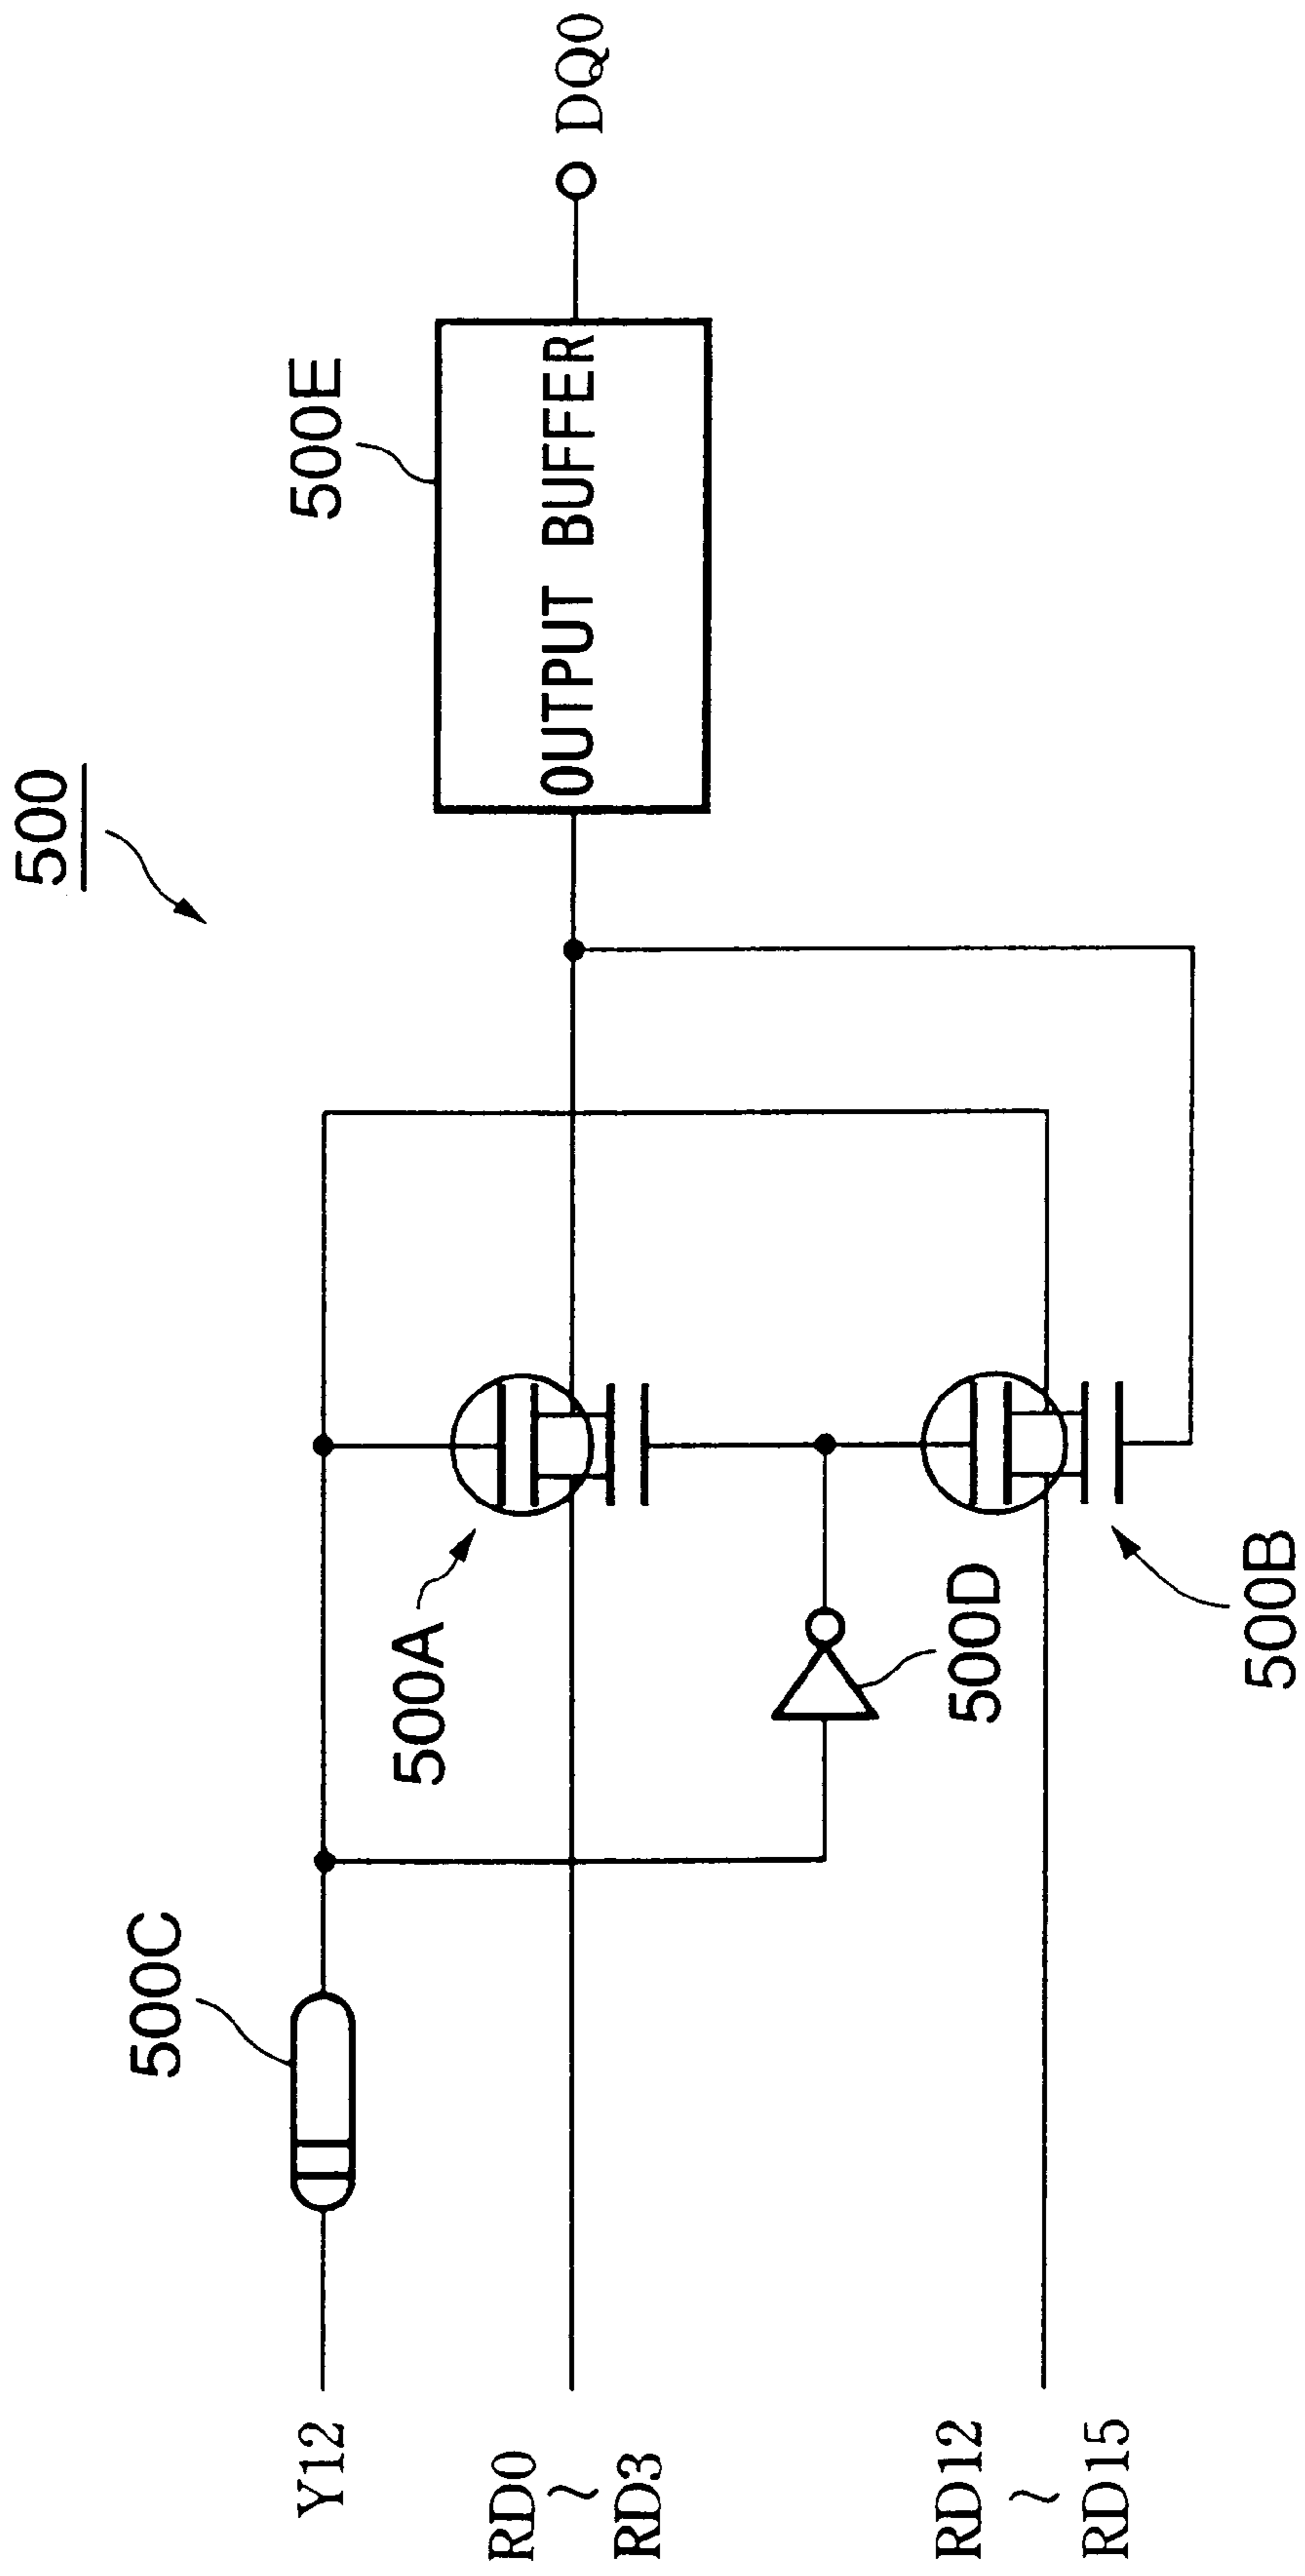 500
500E
OUTPUT BUFFER
DQ0
500C
500A
500D
500B
Y12
RD0
~
RD3
RD12
~
RD15